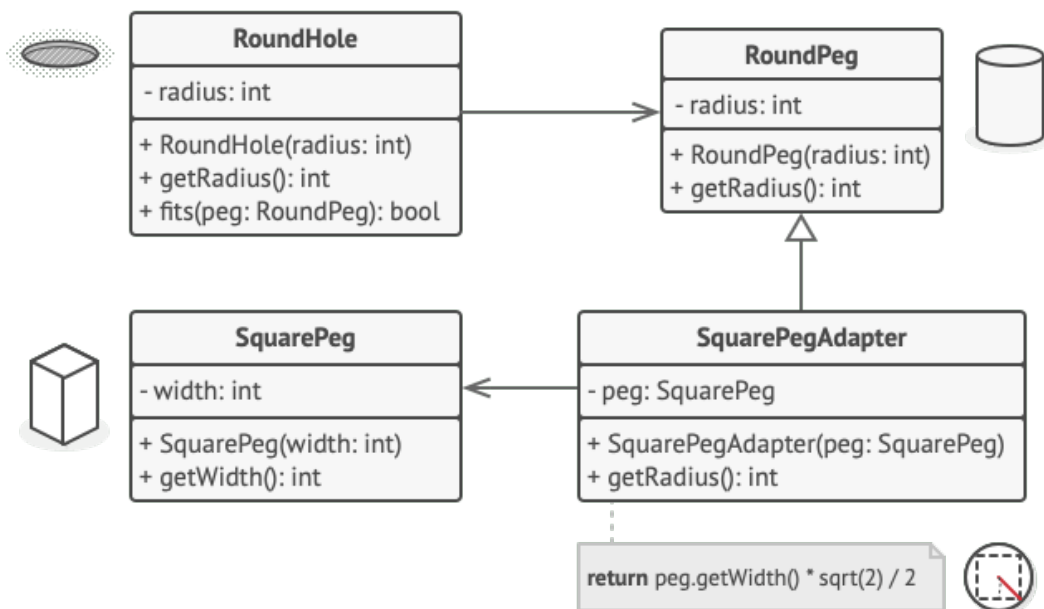 RoundHole
- radius: int
+ RoundHole(radius: int)
+ getRadius(): int
+ fits(peg: RoundPeg): bool
RoundPeg
- radius: int
+ RoundPeg(radius: int)
+ getRadius(): int
SquarePeg
- width: int
+ SquarePeg(width: int)
+ getWidth(): int
SquarePegAdapter
- peg: SquarePeg
+ SquarePegAdapter(peg: SquarePeg)
+ getRadius(): int
return peg.getWidth() * sqrt(2) / 2